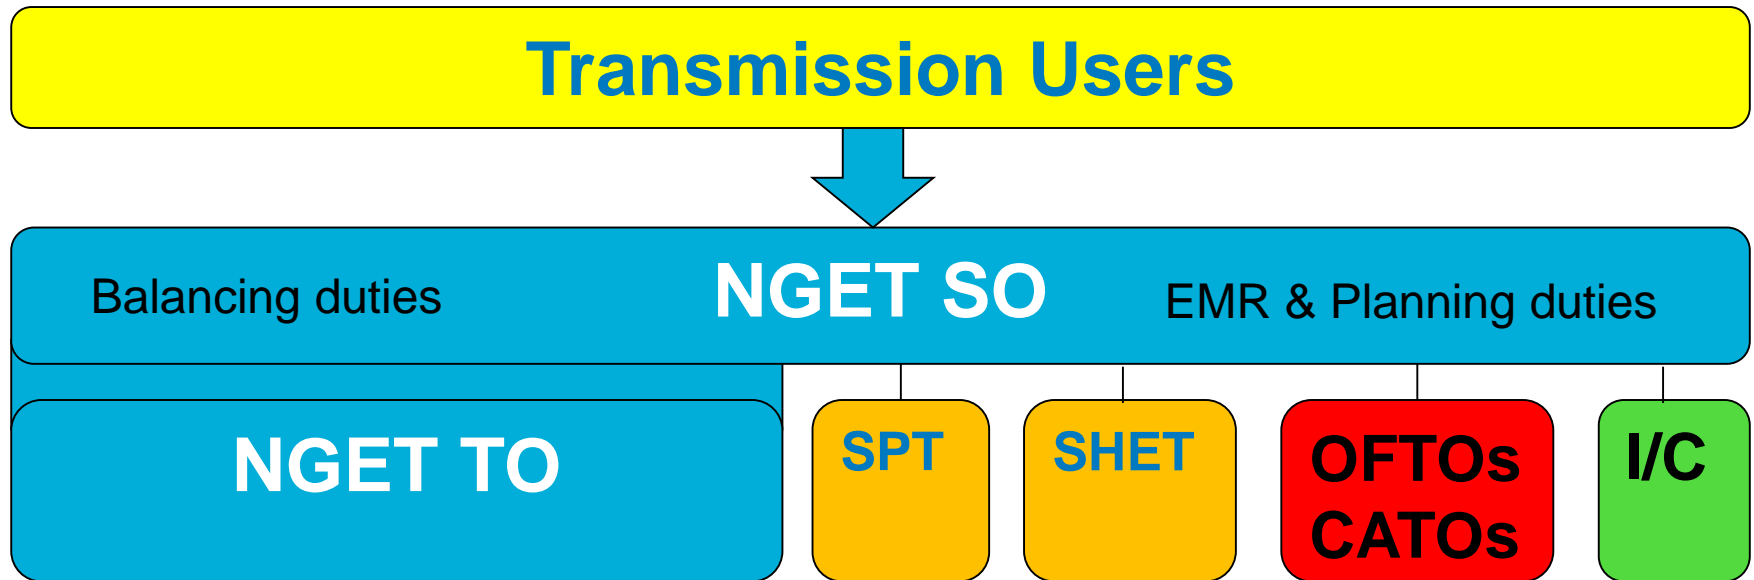 Transmission Users
Balancing duties
NGET SO
EMR & Planning duties
NGET TO
SPT
SHET
OFTOs
CATOs
I/C